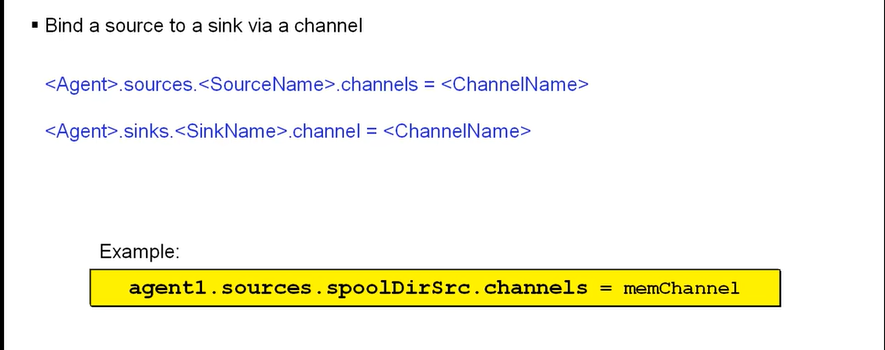 ▪ Bind a source to a sink via a channel
<Agent>.sources.<SourceName>.channels = <ChannelName>
<Agent>.sinks.<SinkName>.channel = <ChannelName>
Example:
agent1.sources.spoolDirSrc.channels = memChannel